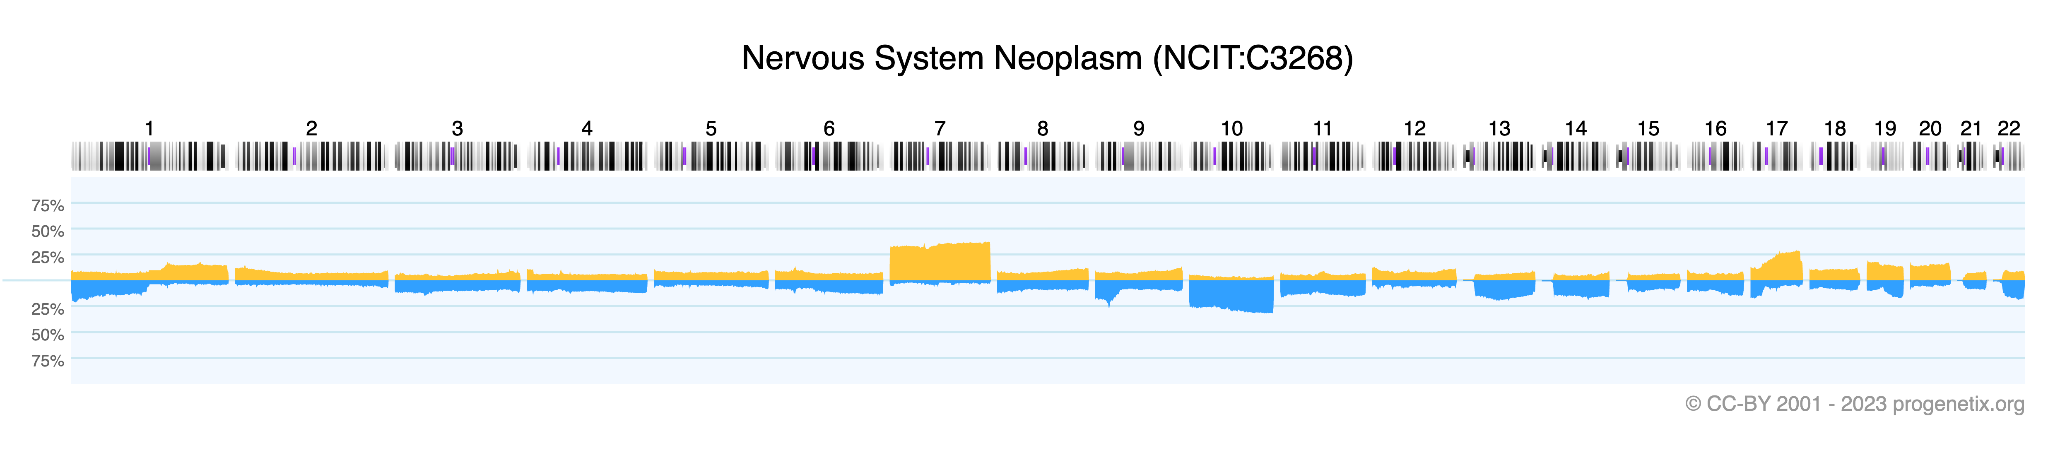 Nervous System Neoplasm (NCIT:C3268)
1 2 3 4 5 6 7 8 9 10 11 12 13 14 15 16 17 18 19 20 21 22
75%
50%
25%
25%
50%
75%
© CC-BY 2001 - 2023 progenetix.org